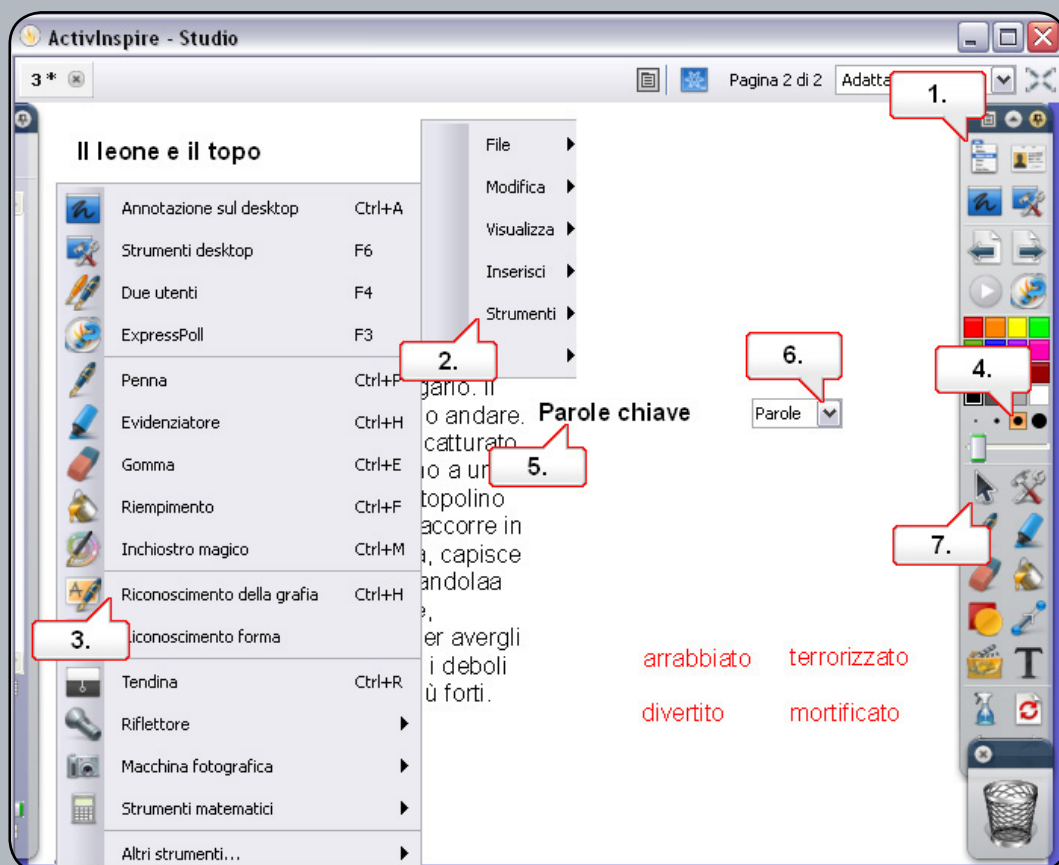 ActivInspire - Studio
3 *
Pagina 2 di 2
Adatta
1.
Il leone e il topo
File
Modifica
Visualizza
Inserisci
Strumenti
2.
Annotazione sul desktop Ctrl+A
Strumenti desktop F6
Due utenti F4
ExpressPoll F3
Penna Ctrl+P
Evidenziatore Ctrl+H
Gomma Ctrl+E
Riempimento Ctrl+F
Inchiostro magico Ctrl+M
Riconoscimento della grafia Ctrl+H
3.
Riconoscimento forma
Tendina Ctrl+R
Riflettore
Macchina fotografica
Strumenti matematici
Altri strumenti...
Il
o andare.
catturato
a un
topolino
accorre in
, capisce
andolaa
e,
er avergli
i deboli
ù forti.
Parole chiave
5.
6.
Parole
4.
7.
T
arrabbiato terrorizzato
divertito mortificato